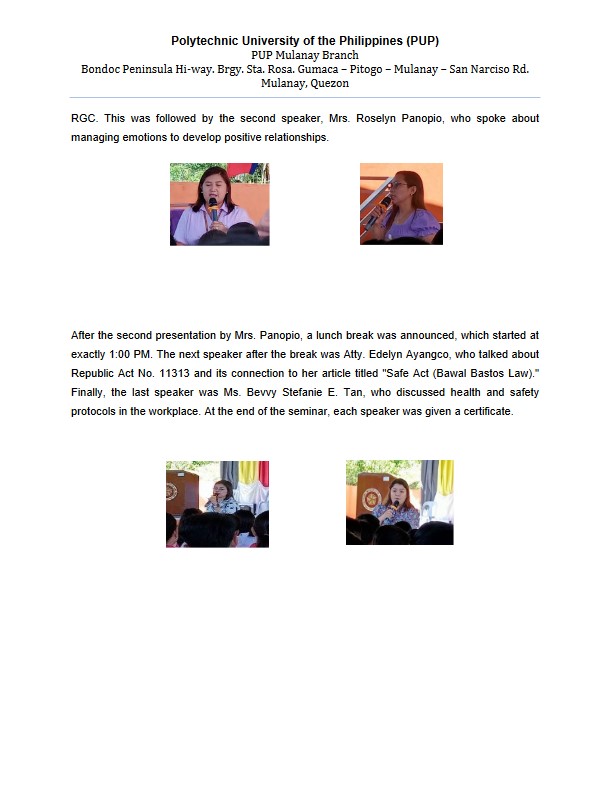 Polytechnic University of the Philippines (PUP)
PUP Mulanay Branch
Bondoc Peninsula Hi-way. Brgy. Sta. Rosa. Gumaca – Pitogo – Mulanay – San Narciso Rd.
Mulanay, Quezon
RGC. This was followed by the second speaker, Mrs. Roselyn Panopio, who spoke about
managing emotions to develop positive relationships.
After the second presentation by Mrs. Panopio, a lunch break was announced, which started at
exactly 1:00 PM. The next speaker after the break was Atty. Edelyn Ayangco, who talked about
Republic Act No. 11313 and its connection to her article titled "Safe Act (Bawal Bastos Law)."
Finally, the last speaker was Ms. Bevvy Stefanie E. Tan, who discussed health and safety
protocols in the workplace. At the end of the seminar, each speaker was given a certificate.